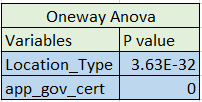 Oneway Anova
Variables P value
Location_Type 3.63E-32
app_gov_cert 0